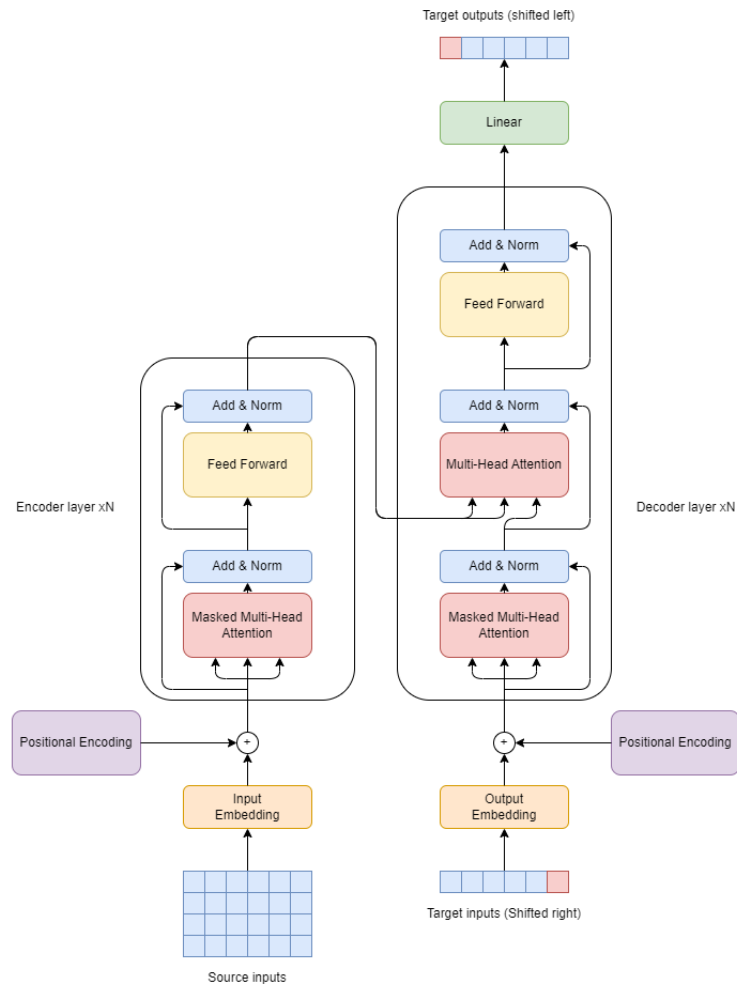 Target outputs (shifted left)
Linear
Add & Norm
Feed Forward
Add & Norm
Multi-Head Attention
Add & Norm
Masked Multi-Head
Attention
Decoder layer xN
Add & Norm
Feed Forward
Encoder layer xN
Add & Norm
Masked Multi-Head
Attention
Positional Encoding
+
+
Positional Encoding
Input
Embedding
Output
Embedding
Target inputs (Shifted right)
Source inputs